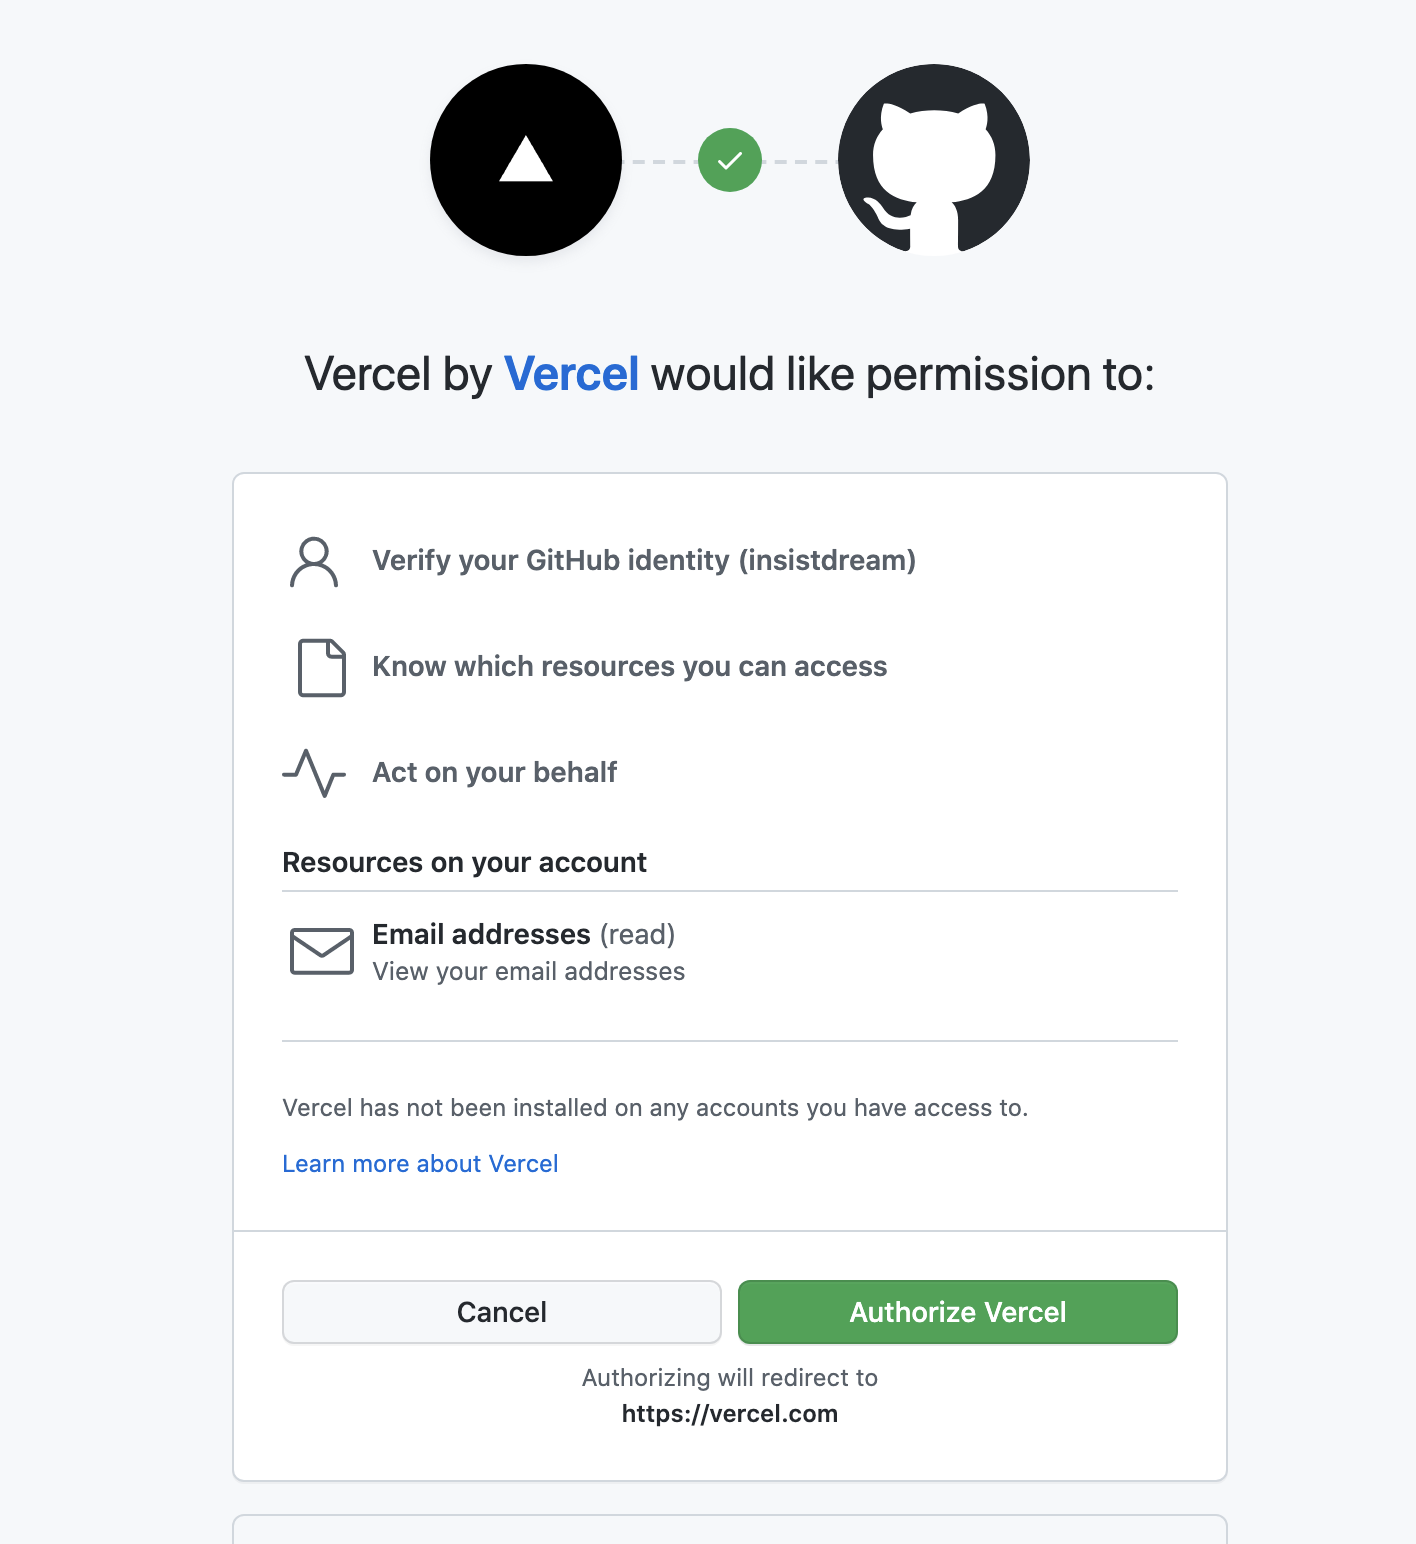 Vercel by Vercel would like permission to:
Verify your GitHub identity (insistdream)
Know which resources you can access
Act on your behalf
Resources on your account
Email addresses (read)
View your email addresses
Vercel has not been installed on any accounts you have access to.
Learn more about Vercel
Cancel
Authorize Vercel
Authorizing will redirect to
https://vercel.com